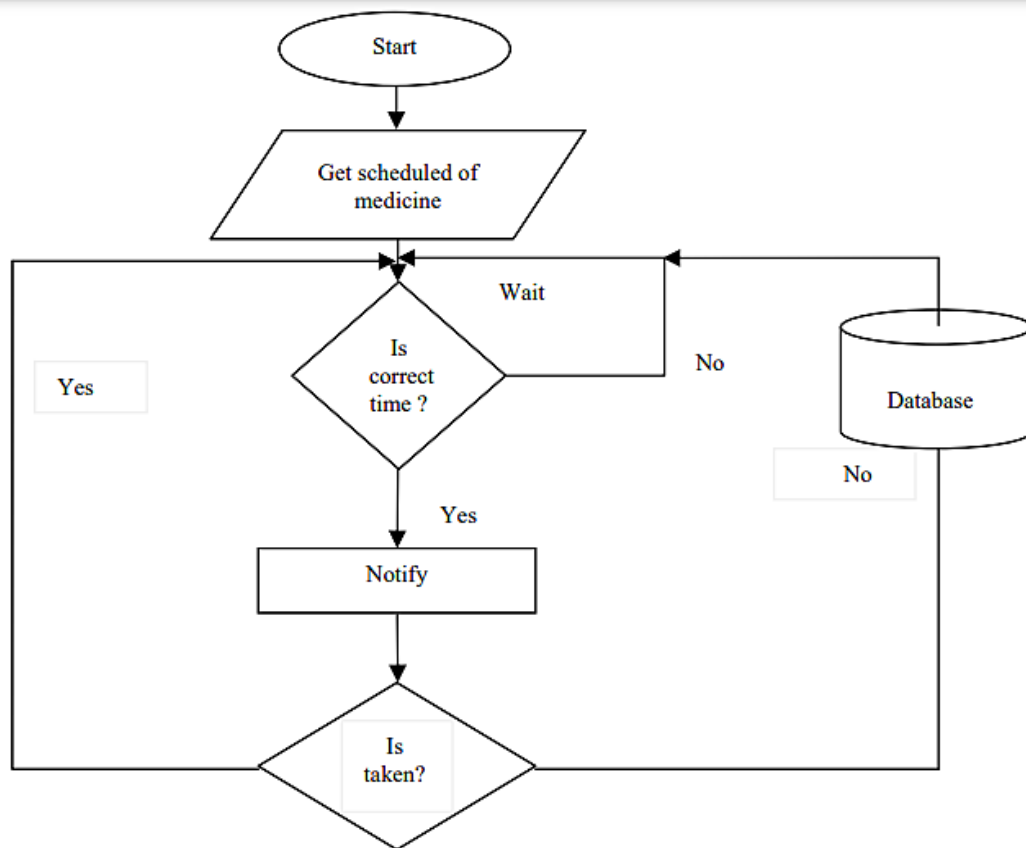 Start
Get scheduled of
medicine
Wait
Is
correct
time ?
No
Yes
Database
No
Yes
Notify
Is
taken?